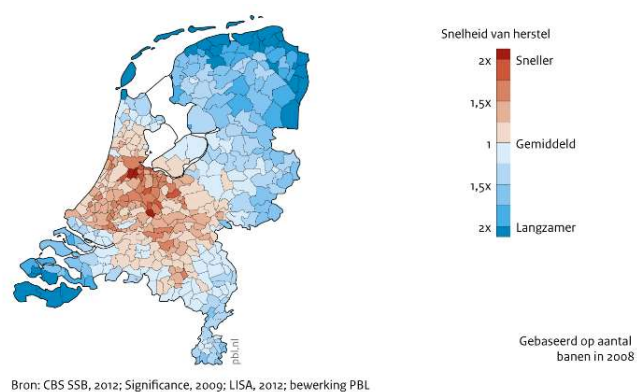 Snelheid van herstel
2X Sneller
1,5X
1 Gemiddeld
1,5X
2X Langzamer
pbl.nl
Gebaseerd op aantal
banen in 2008
Bron: CBS SSB, 2012; Significance, 2009; LISA, 2012; bewerking PBL